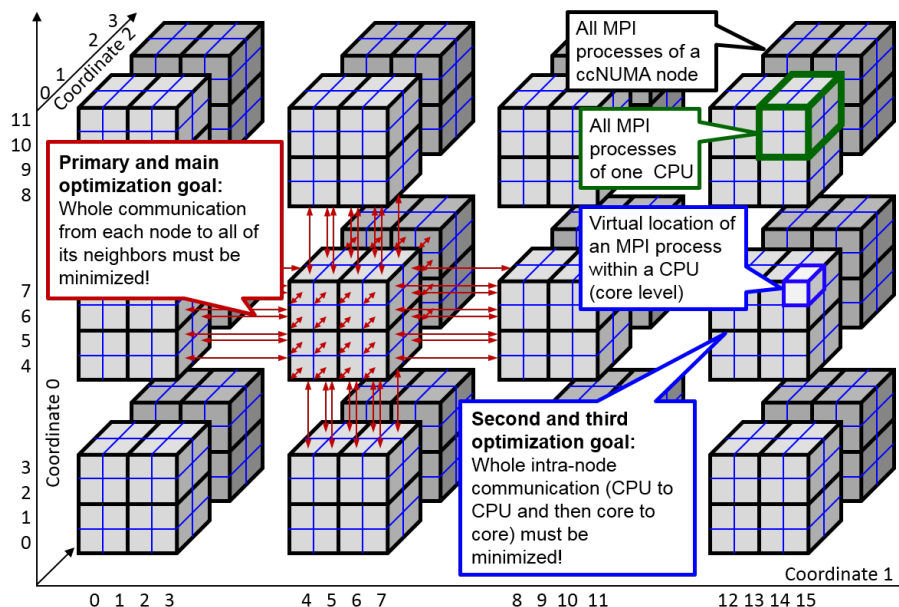 3
2
1
0
Coordinate 2
All MPI
processes of a
ccNUMA node
11
10
9
8
All MPI
processes
of one CPU
Primary and main
optimization goal:
Whole communication
from each node to all of
its neighbors must be
minimized!
Virtual location of
an MPI process
within a CPU
(core level)
7
6
5
4
Coordinate 0
Second and third
optimization goal:
Whole intra-node
communication (CPU to
CPU and then core to
core) must be
minimized!
3
2
1
0
Coordinate 1
0 1 2 3 4 5 6 7 8 9 10 11 12 13 14 15